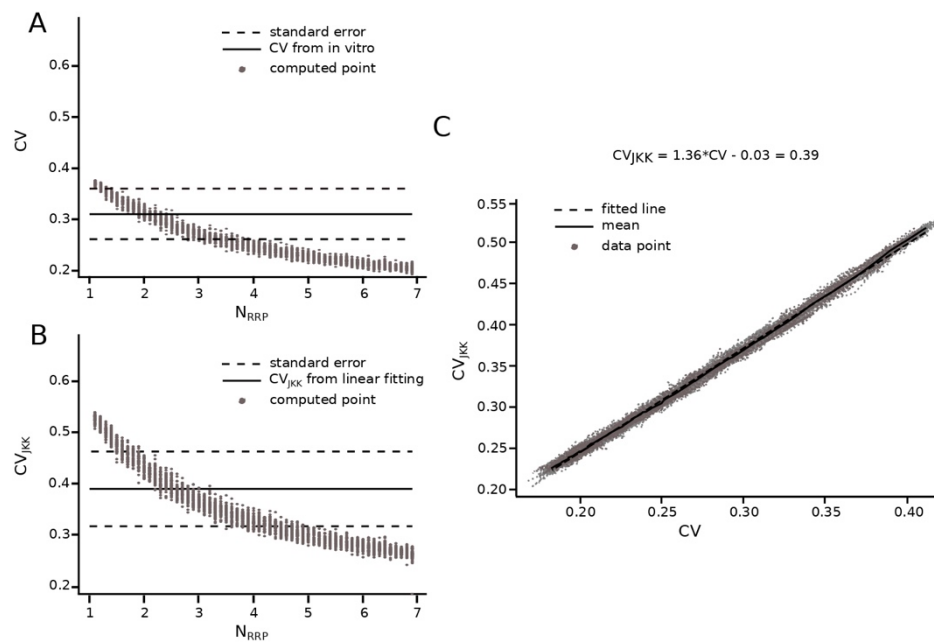 A
standard error
CV from in vitro
computed point
CV
0.6
0.5
0.4
0.3
0.2
1 2 3 4 5 6 7
NRRP
B
standard error
CVJKK from linear fitting
computed point
CVJKK
0.6
0.5
0.4
0.3
0.2
1 2 3 4 5 6 7
NRRP
C
CVJKK = 1.36*CV - 0.03 = 0.39
fitted line
mean
data point
CVJKK
0.55
0.50
0.45
0.40
0.35
0.30
0.25
0.20
0.20 0.25 0.30 0.35 0.40
CV